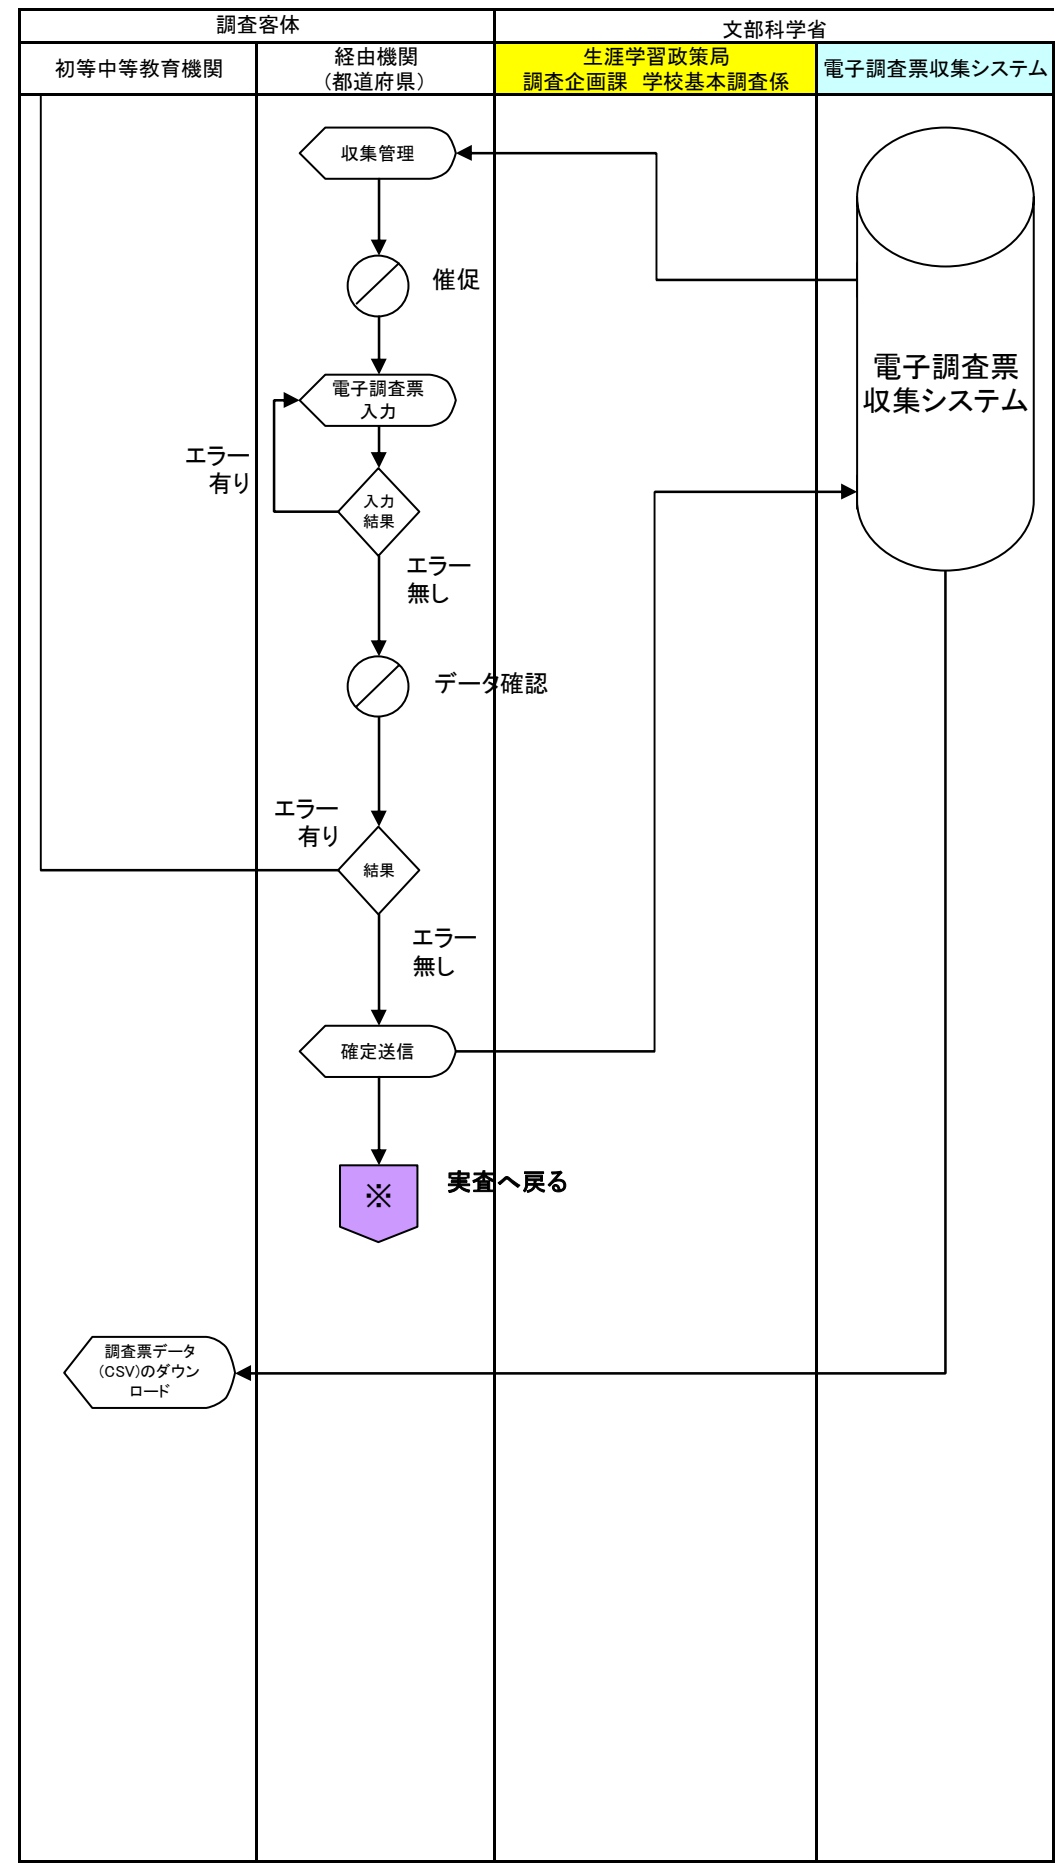 調査客体
文部科学省
初等中等教育機関
経由機関
(都道府県)
生涯学習政策局
調査企画課　学校基本調査係
電子調査票収集システム
収集管理
催促
電子調査票
収集システム
電子調査票
入力
エラー
有り
入力
結果
エラー
無し
データ確認
エラー
有り
結果
エラー
無し
確定送信
※
実査へ戻る
調査票データ
(CSV)のダウン
ロード